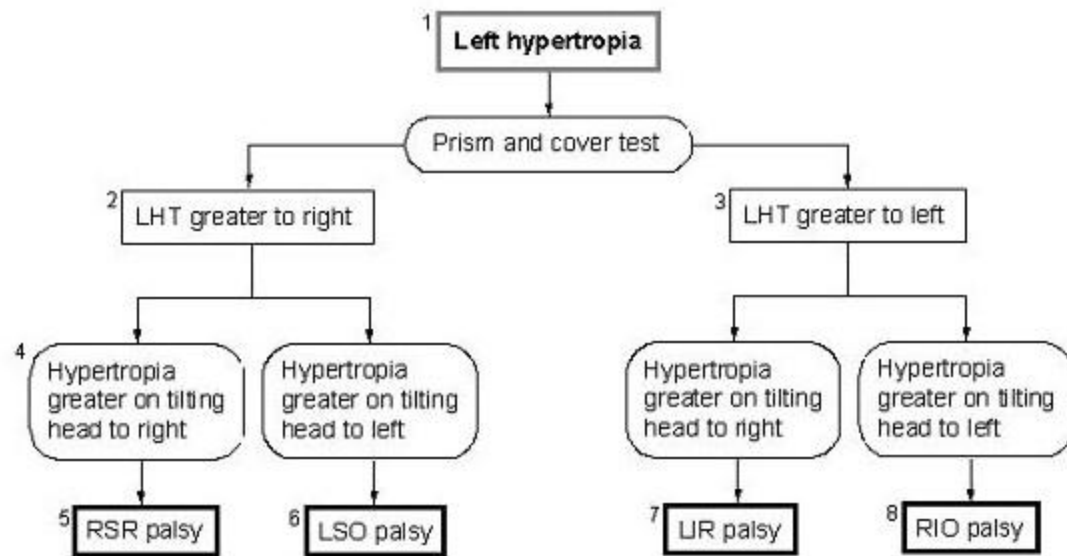 1
Left hypertropia
Prism and cover test
2
LHT greater to right
3
LHT greater to left
4
Hypertropia
greater on tilting
head to right
Hypertropia
greater on tilting
head to left
Hypertropia
greater on tilting
head to right
Hypertropia
greater on tilting
head to left
5
RSR palsy
6
LSO palsy
7
LIR palsy
8
RIO palsy